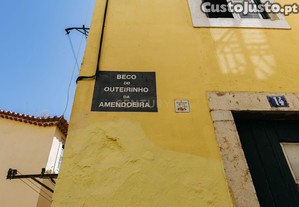 CustoJusto.pt
BECO
DO
OUTEIRINHO
DA
AMENDOEIRA
14